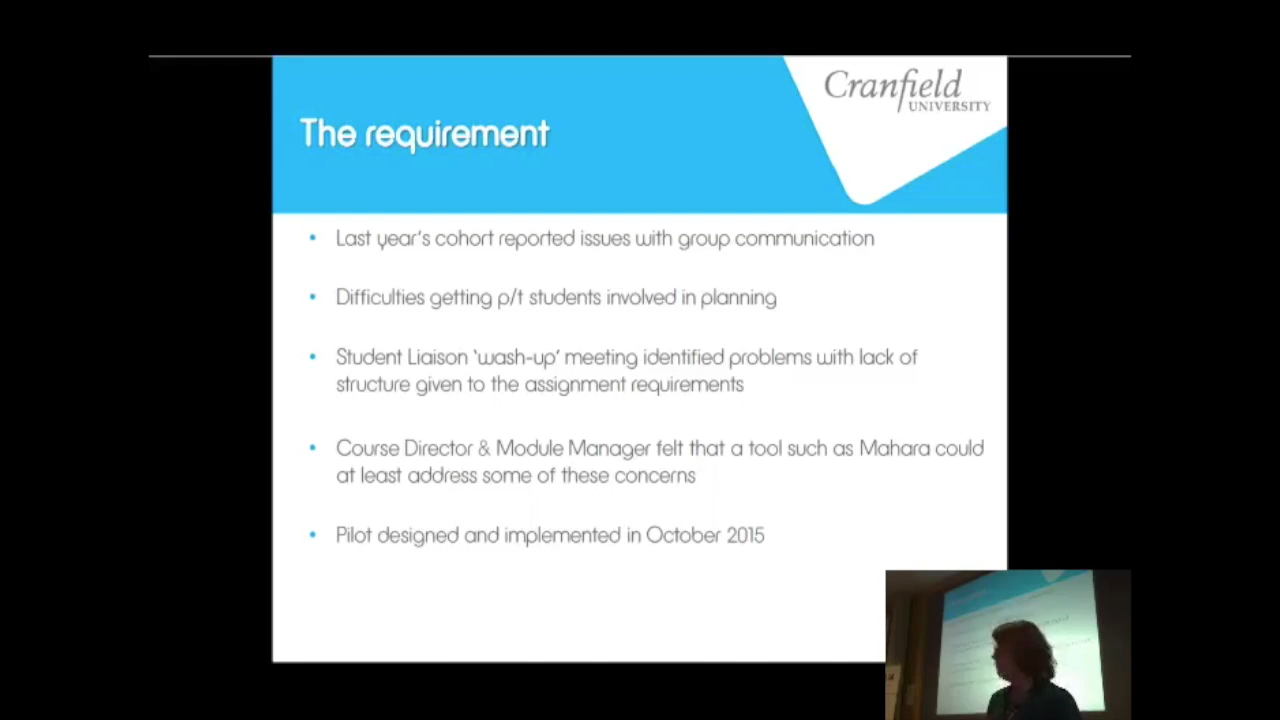 Cranfield
UNIVERSITY
The requirement
• Last year's cohort reported issues with group communication
• Difficulties getting p/t students involved in planning
• Student Liaison 'wash-up' meeting identified problems with lack of
structure given to the assignment requirements
• Course Director & Module Manager felt that a tool such as Mahara could
at least address some of these concerns
• Pilot designed and implemented in October 2015